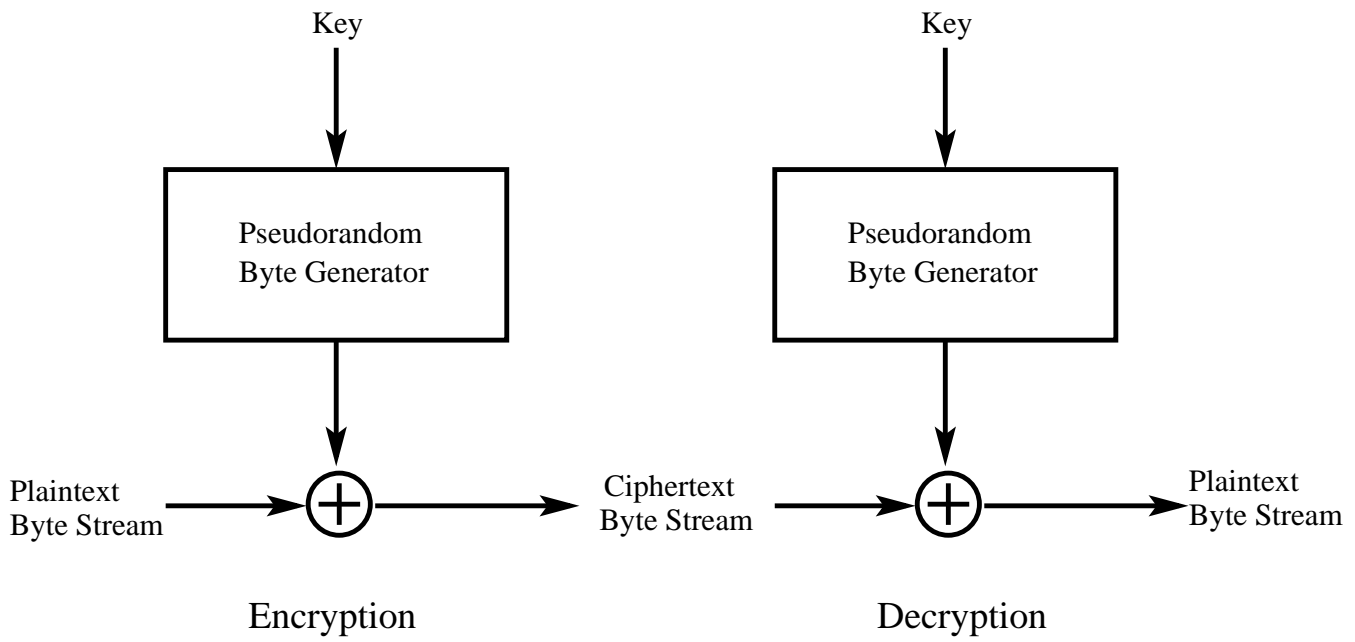 Key
Key
Pseudorandom
Byte Generator
Pseudorandom
Byte Generator
Plaintext
Byte Stream
Ciphertext
Byte Stream
Plaintext
Byte Stream
Encryption
Decryption